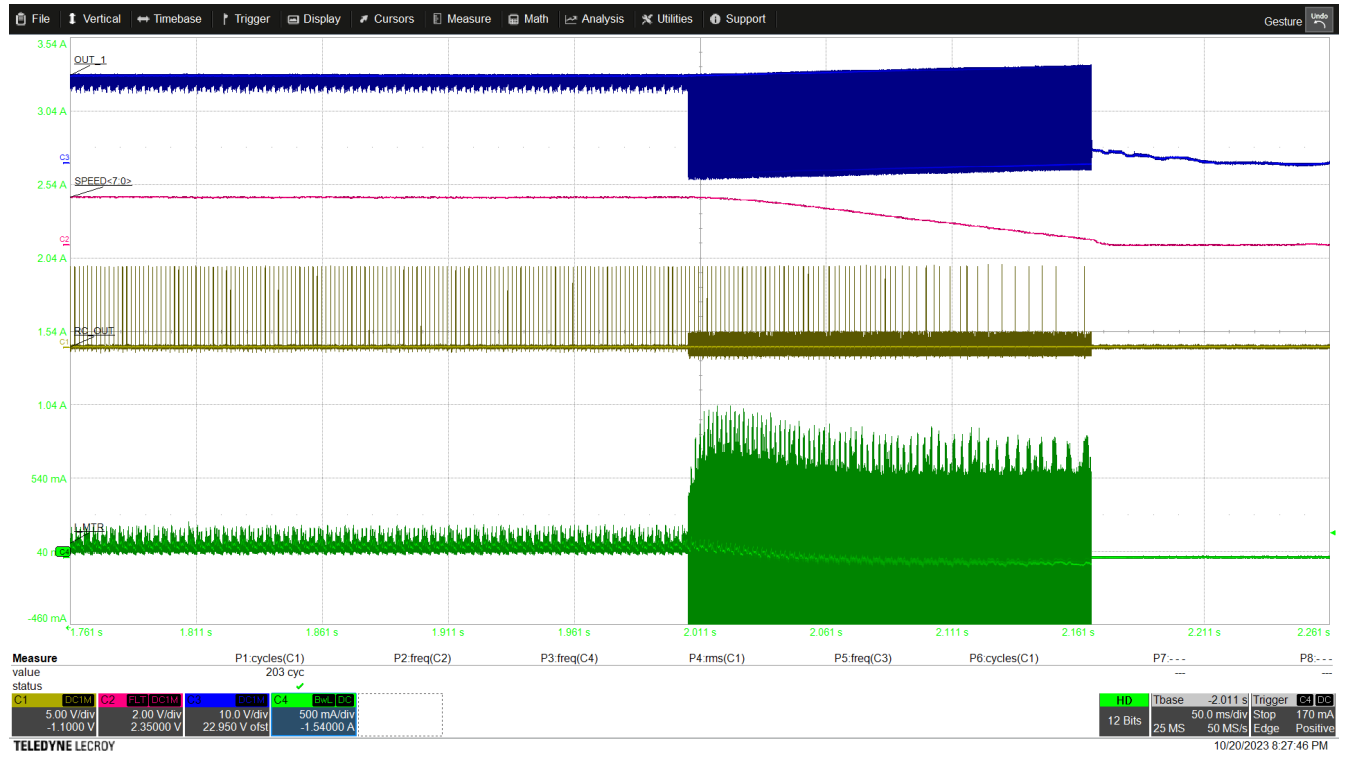 File Vertical Timebase Trigger Display Cursors Measure Math Analysis Utilities Support Gesture Undo
3.54 A
OUT_1
3.04 A
C3
2.54 A
SPEED<7:0>
C2
2.04 A
1.54 A
RC_OUT
C1
1.04 A
540 mA
I_MTR
C4
-460 mA
1.761 s 1.811 s 1.861 s 1.911 s 1.961 s 2.011 s 2.061 s 2.111 s 2.161 s 2.211 s 2.261 s
Measure P1:cycles(C1) P2:freq(C2) P3:freq(C4) P4:rms(C1) P5:freq(C3) P6:cycles(C1) P7:- - - P8:- - -
value 203 cyc --- ---
status
C1 DC1M C2 FLT DC1M C3 DC1M C4 BwL DC HD Tbase -2.011 s Trigger C4 DC
5.00 V/div 2.00 V/div 10.0 V/div 500 mA/div 12 Bits 50.0 ms/div Stop 170 mA
-1.1000 V 2.35000 V 22.950 V ofst -1.54000 A 25 MS 50 MS/s Edge Positive
TELEDYNE LECROY 10/20/2023 8:27:46 PM